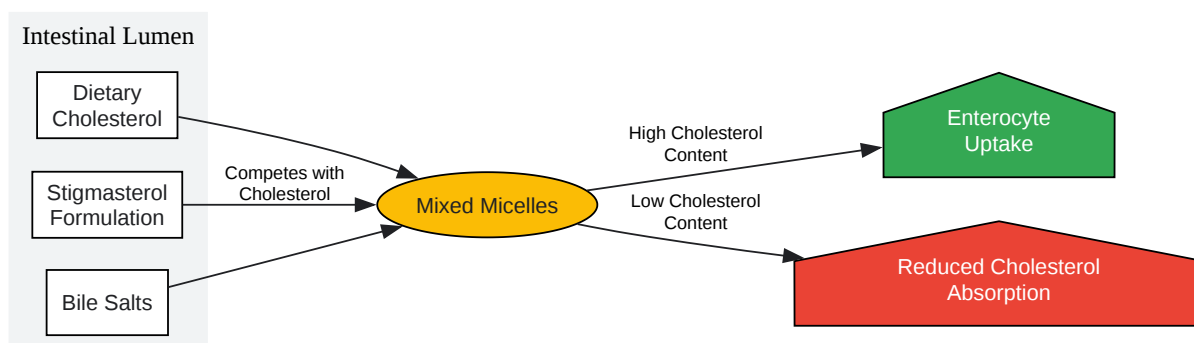 Intestinal Lumen
Dietary
Cholesterol
Stigmasterol
Formulation
Bile Salts
Competes with
Cholesterol
Mixed Micelles
High Cholesterol
Content
Low Cholesterol
Content
Enterocyte
Uptake
Reduced Cholesterol
Absorption